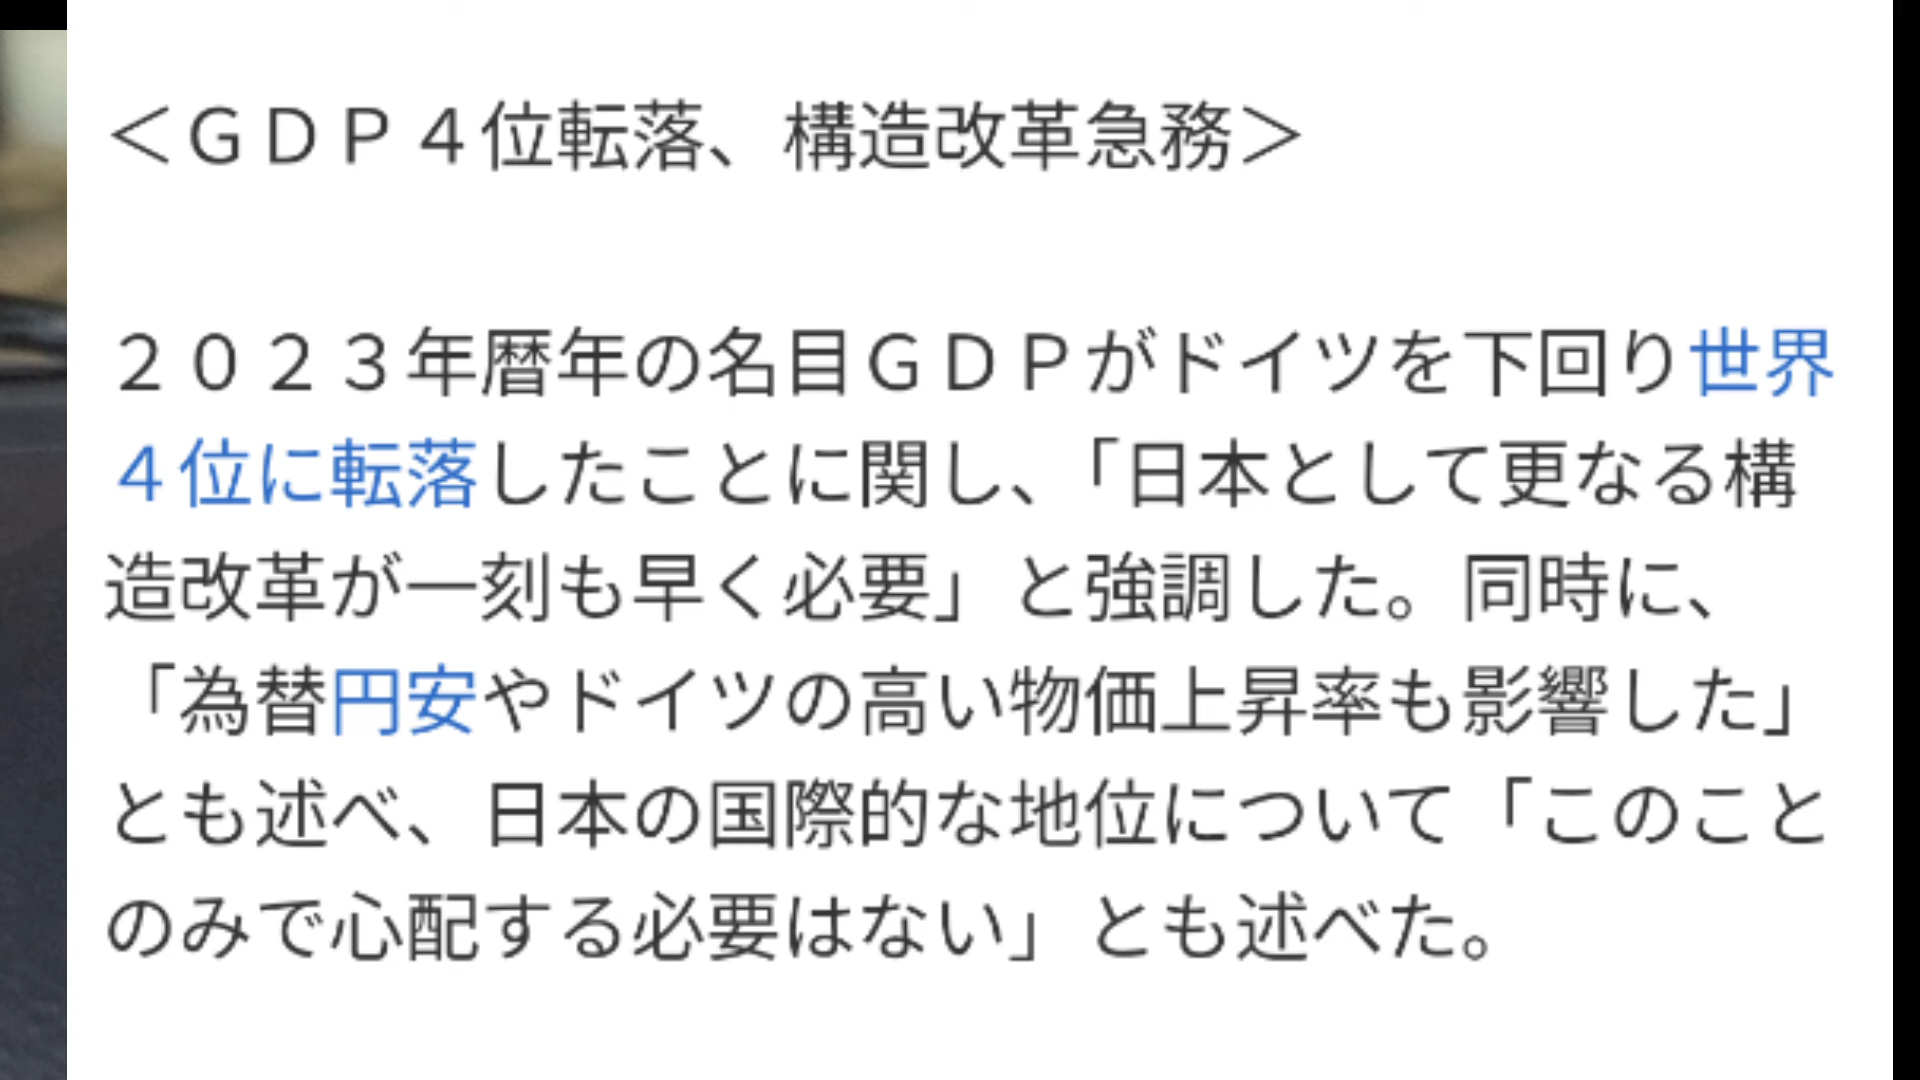 ＜ＧＤＰ４位転落、構造改革急務＞
２０２３年暦年の名目ＧＤＰがドイツを下回り世界
４位に転落したことに関し、「日本として更なる構
造改革が一刻も早く必要」と強調した。同時に、
「為替円安やドイツの高い物価上昇率も影響した」
とも述べ、日本の国際的な地位について「このこと
のみで心配する必要はない」とも述べた。